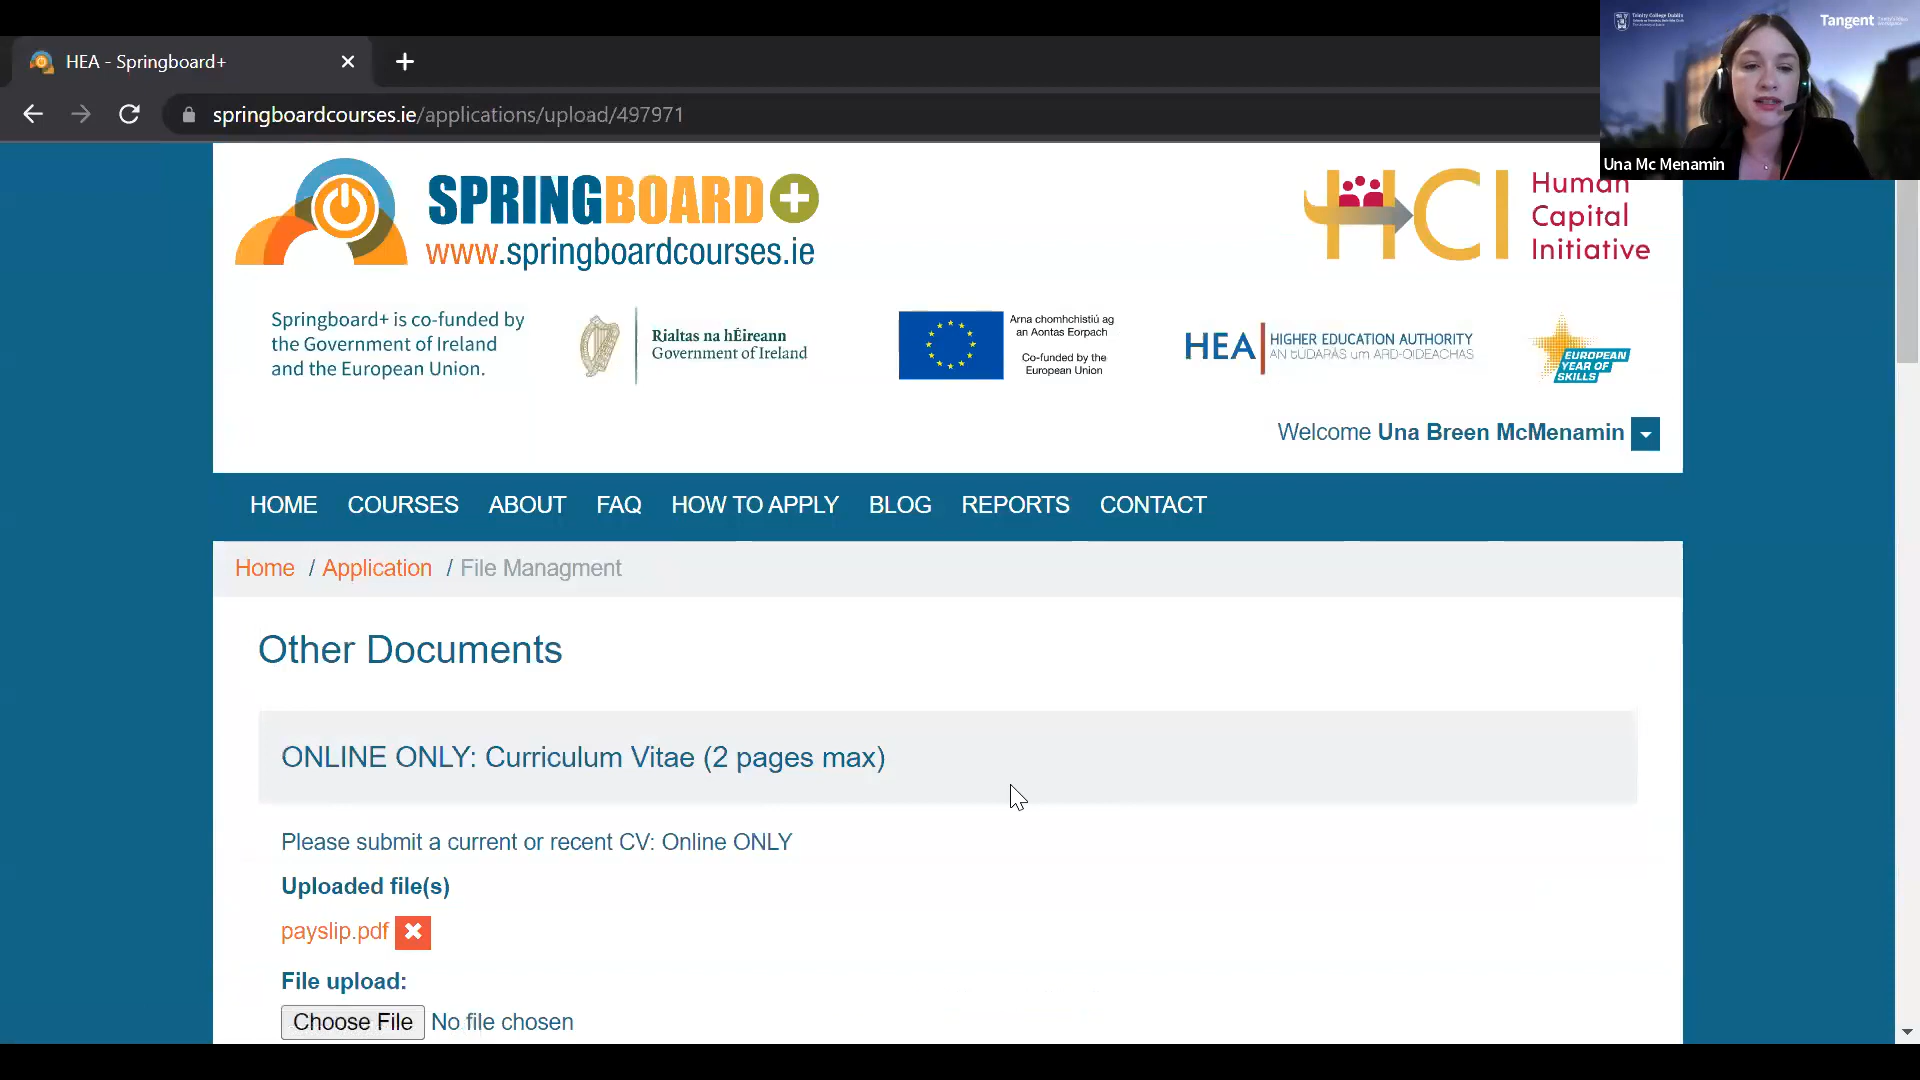 HEA - Springboard+
springboardcourses.ie/applications/upload/497971
Trinity College Dublin
Tangent
Una Mc Menamin
SPRINGBOARD+
www.springboardcourses.ie
HCI
Human
Capital
Initiative
Springboard+ is co-funded by
the Government of Ireland
and the European Union.
Rialtas na hÉireann
Government of Ireland
Arna chomhchistiú ag
an Aontas Eorpach
Co-funded by the
European Union
HEA
HIGHER EDUCATION AUTHORITY
AN tÚDARÁS um ARD-OIDEACHAS
EUROPEAN
YEAR OF
SKILLS
Welcome Una Breen McMenamin
HOME COURSES ABOUT FAQ HOW TO APPLY BLOG REPORTS CONTACT
Home / Application / File Managment
Other Documents
ONLINE ONLY: Curriculum Vitae (2 pages max)
Please submit a current or recent CV: Online ONLY
Uploaded file(s)
payslip.pdf
File upload:
Choose File No file chosen